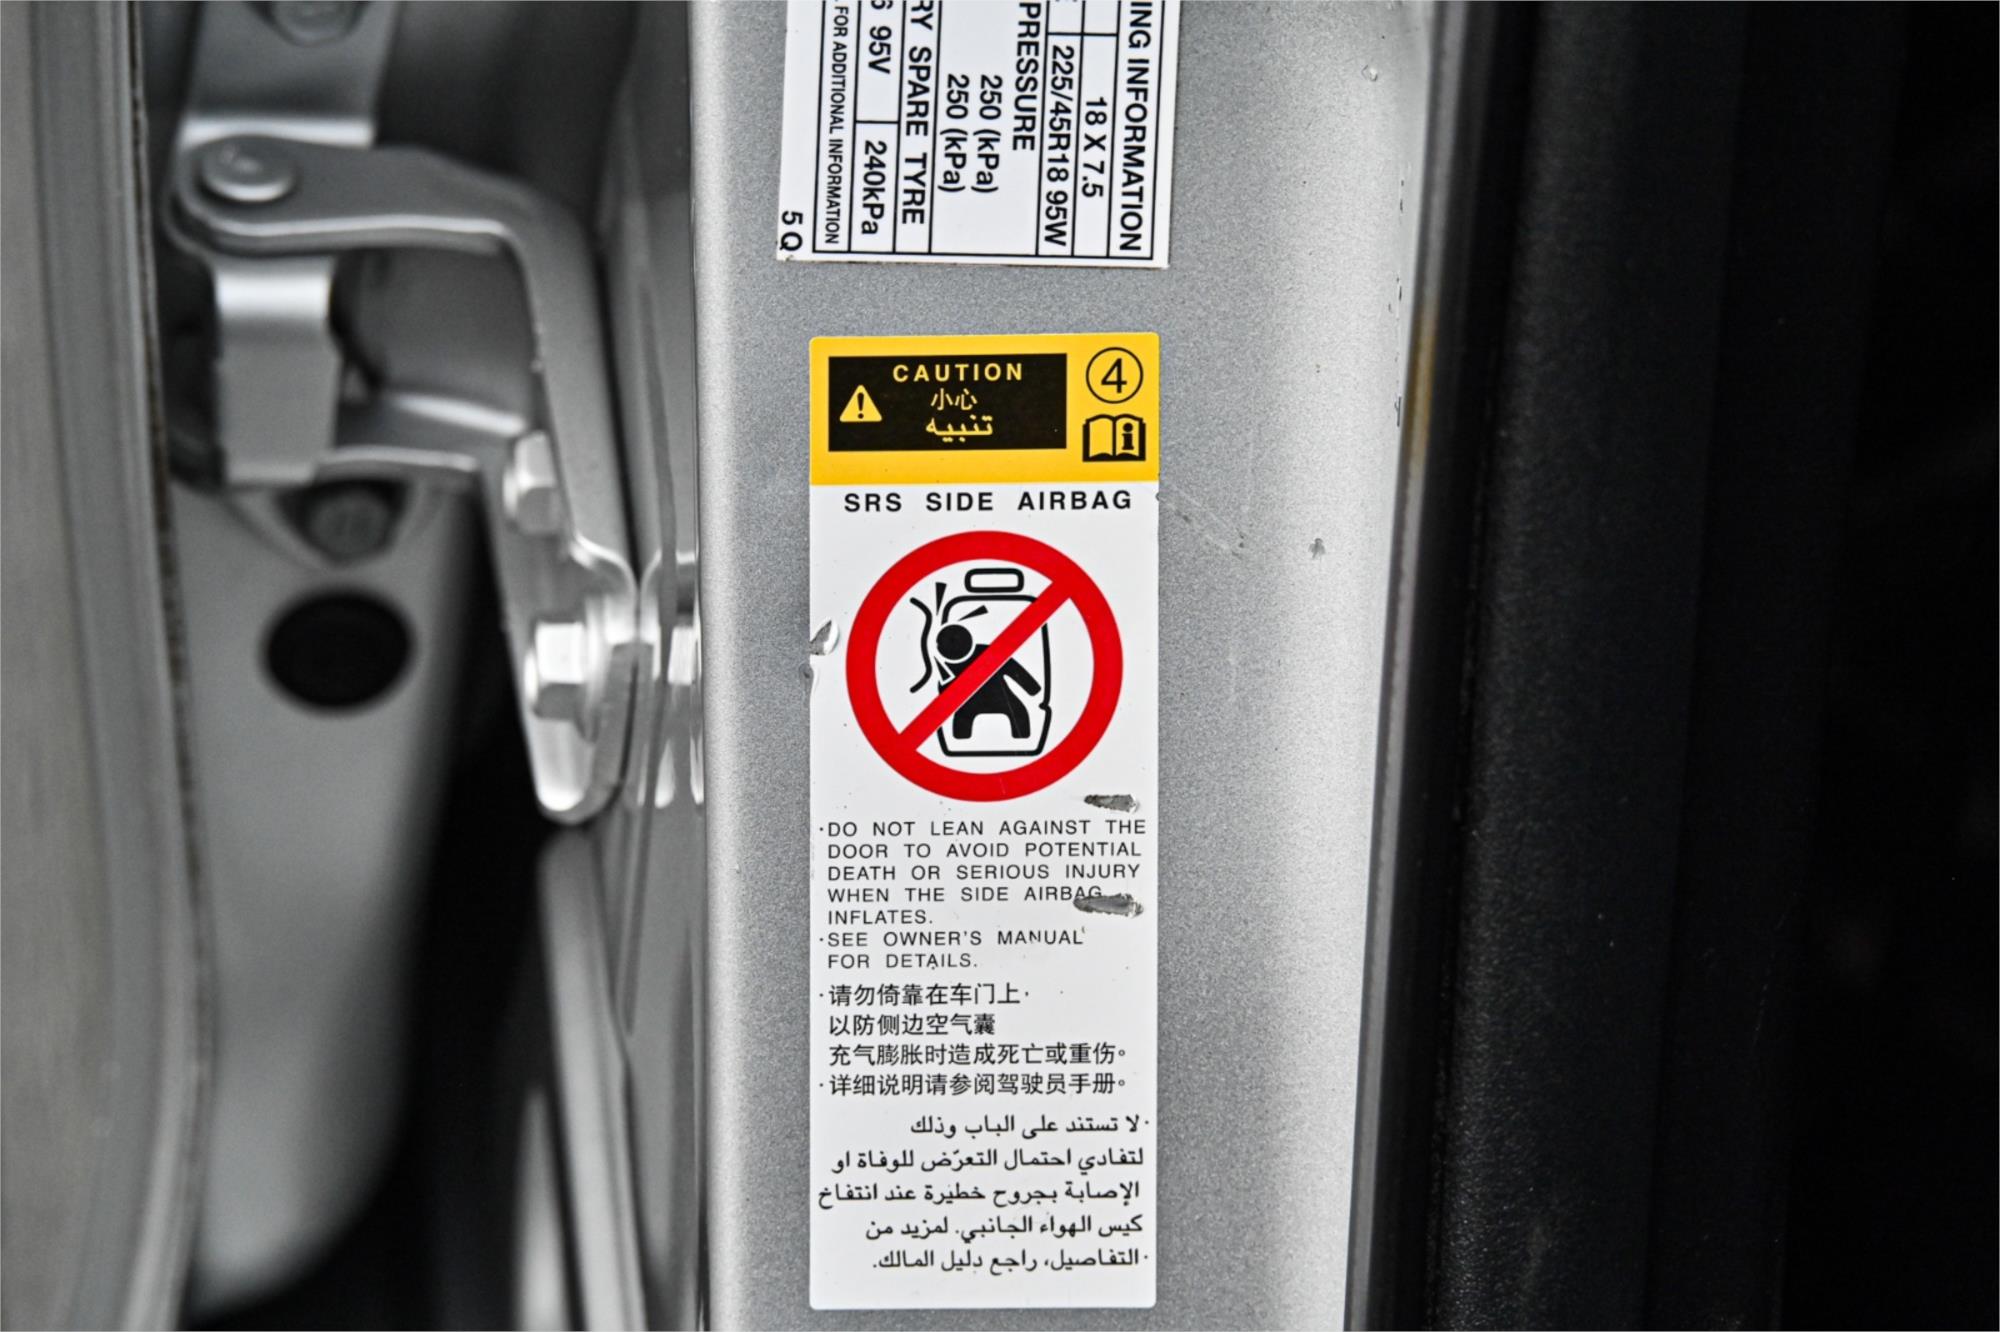 ING INFORMATION
18 X 7.5
225/45R18 95W
PRESSURE
250 (kPa)
250 (kPa)
RY SPARE TYRE
95V 240kPa
FOR ADDITIONAL INFORMATION
5 Q
CAUTION
小心
تنبيه
4
SRS SIDE AIRBAG
·DO NOT LEAN AGAINST THE
DOOR TO AVOID POTENTIAL
DEATH OR SERIOUS INJURY
WHEN THE SIDE AIRBAG
INFLATES.
·SEE OWNER'S MANUAL
FOR DETAILS.
·请勿倚靠在车门上·
以防侧边空气囊
充气膨胀时造成死亡或重伤。
·详细说明请参阅驾驶员手册。
·لا تستند على الباب وذلك
لتفادي احتمال التعرّض للوفاة او
الإصابة بجروح خطيرة عند انتفاخ
كيس الهواء الجانبي. لمزيد من
·التفاصيل، راجع دليل المالك.